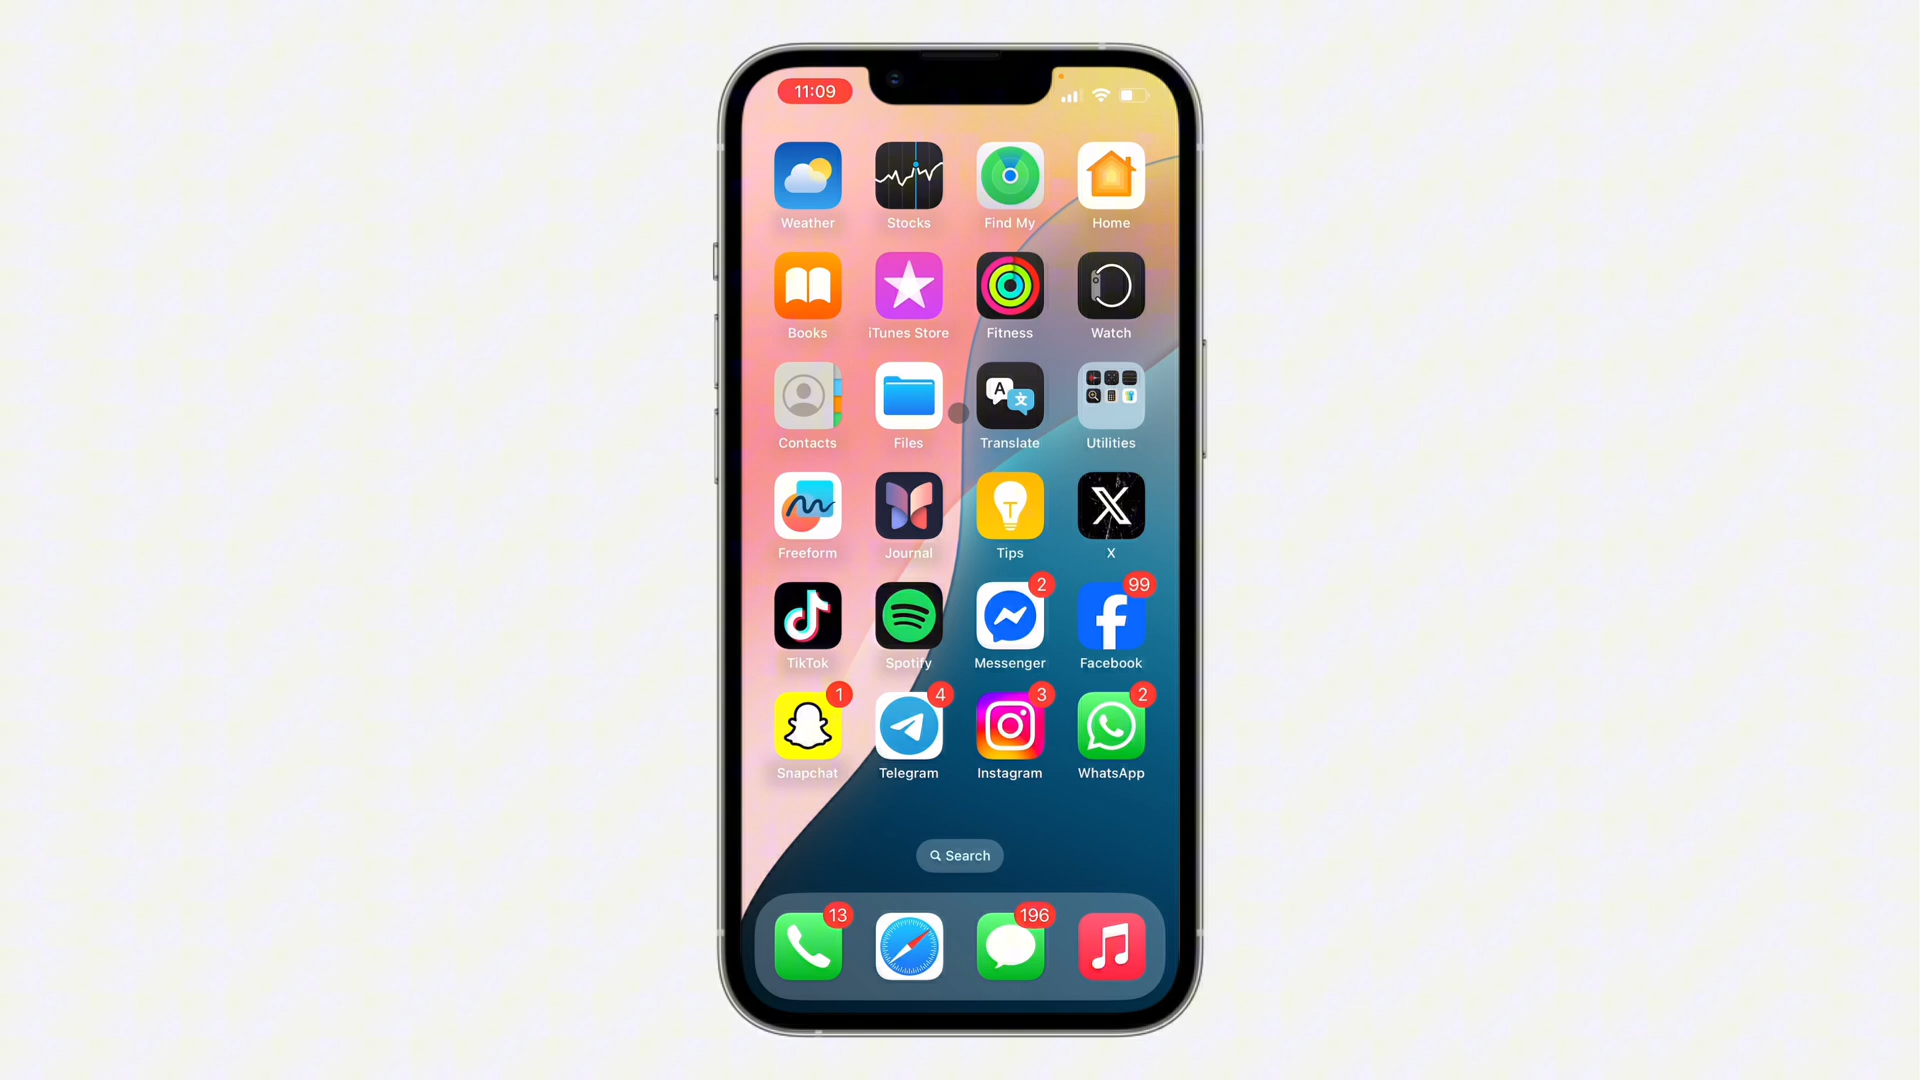 11:09
Weather Stocks Find My Home
Books iTunes Store Fitness Watch
A 文
Contacts Files Translate Utilities
T
Freeform Journal Tips X
2 99
TikTok Spotify Messenger Facebook
1 4 3 2
Snapchat Telegram Instagram WhatsApp
Search
13 196